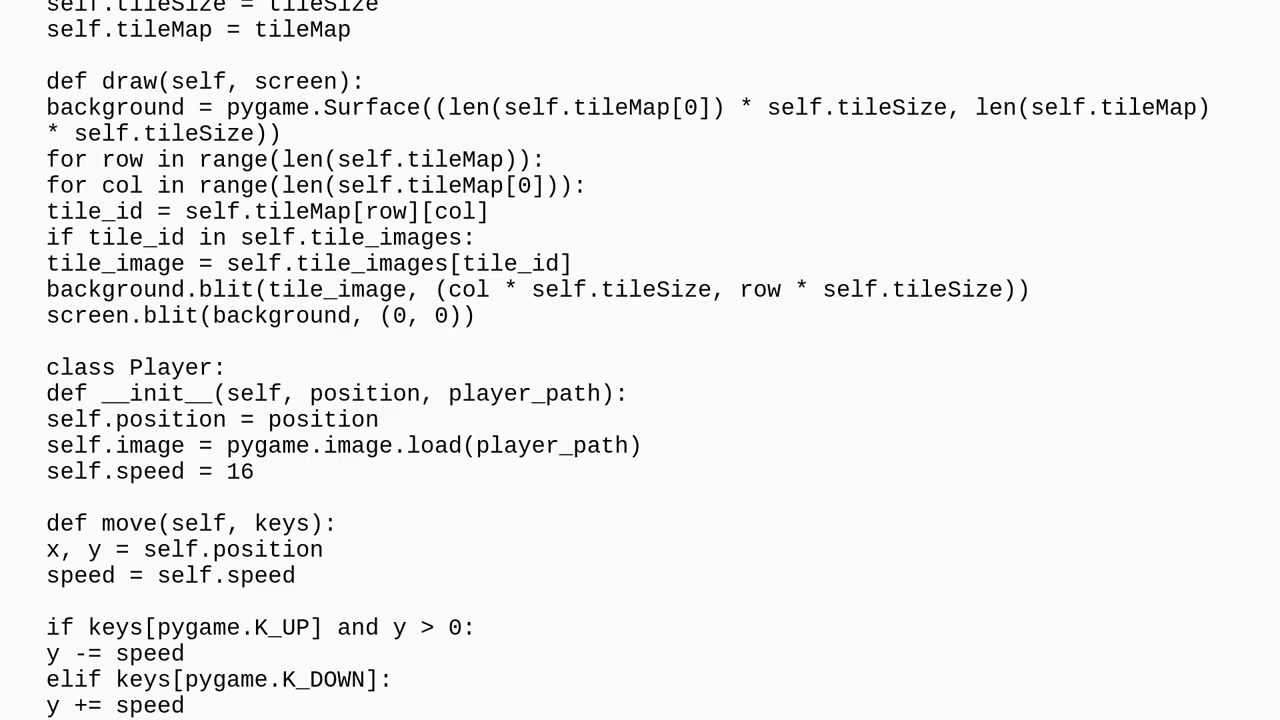 self.tileSize = tileSize
self.tileMap = tileMap

def draw(self, screen):
background = pygame.Surface((len(self.tileMap[0]) * self.tileSize, len(self.tileMap)
* self.tileSize))
for row in range(len(self.tileMap)):
for col in range(len(self.tileMap[0])):
tile_id = self.tileMap[row][col]
if tile_id in self.tile_images:
tile_image = self.tile_images[tile_id]
background.blit(tile_image, (col * self.tileSize, row * self.tileSize))
screen.blit(background, (0, 0))

class Player:
def __init__(self, position, player_path):
self.position = position
self.image = pygame.image.load(player_path)
self.speed = 16

def move(self, keys):
x, y = self.position
speed = self.speed

if keys[pygame.K_UP] and y > 0:
y -= speed
elif keys[pygame.K_DOWN]:
y += speed